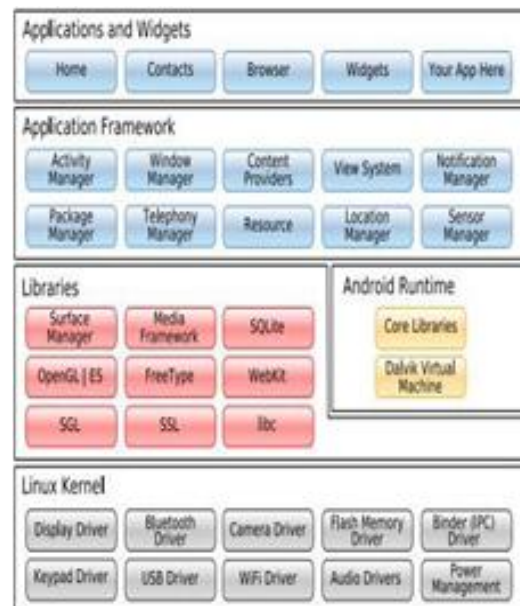 Applications and Widgets
Home
Contacts
Browser
Widgets
Your App Here
Application Framework
Activity
Manager
Window
Manager
Content
Providers
View System
Notification
Manager
Package
Manager
Telephony
Manager
Resource
Location
Manager
Sensor
Manager
Libraries
Surface
Manager
Media
Framework
SQLite
OpenGL | ES
FreeType
WebKit
SGL
SSL
libc
Android Runtime
Core Libraries
Dalvik Virtual
Machine
Linux Kernel
Display Driver
Bluetooth
Driver
Camera Driver
Flash Memory
Driver
Binder (IPC)
Driver
Keypad Driver
USB Driver
WiFi Driver
Audio Drivers
Power
Management